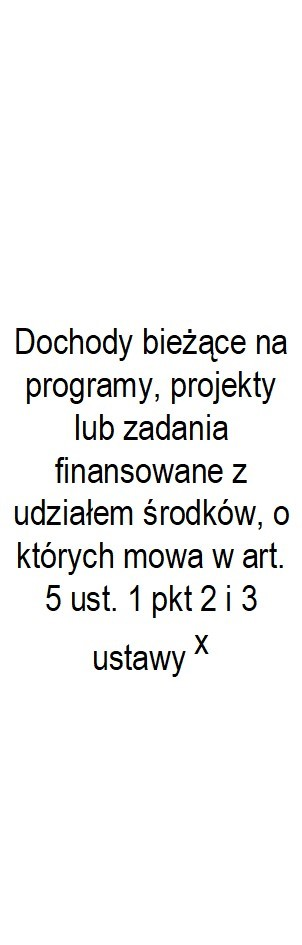 Dochody bieżące na
programy, projekty
lub zadania
finansowane z
udziałem środków, o
których mowa w art.
5 ust. 1 pkt 2 i 3
ustawy x